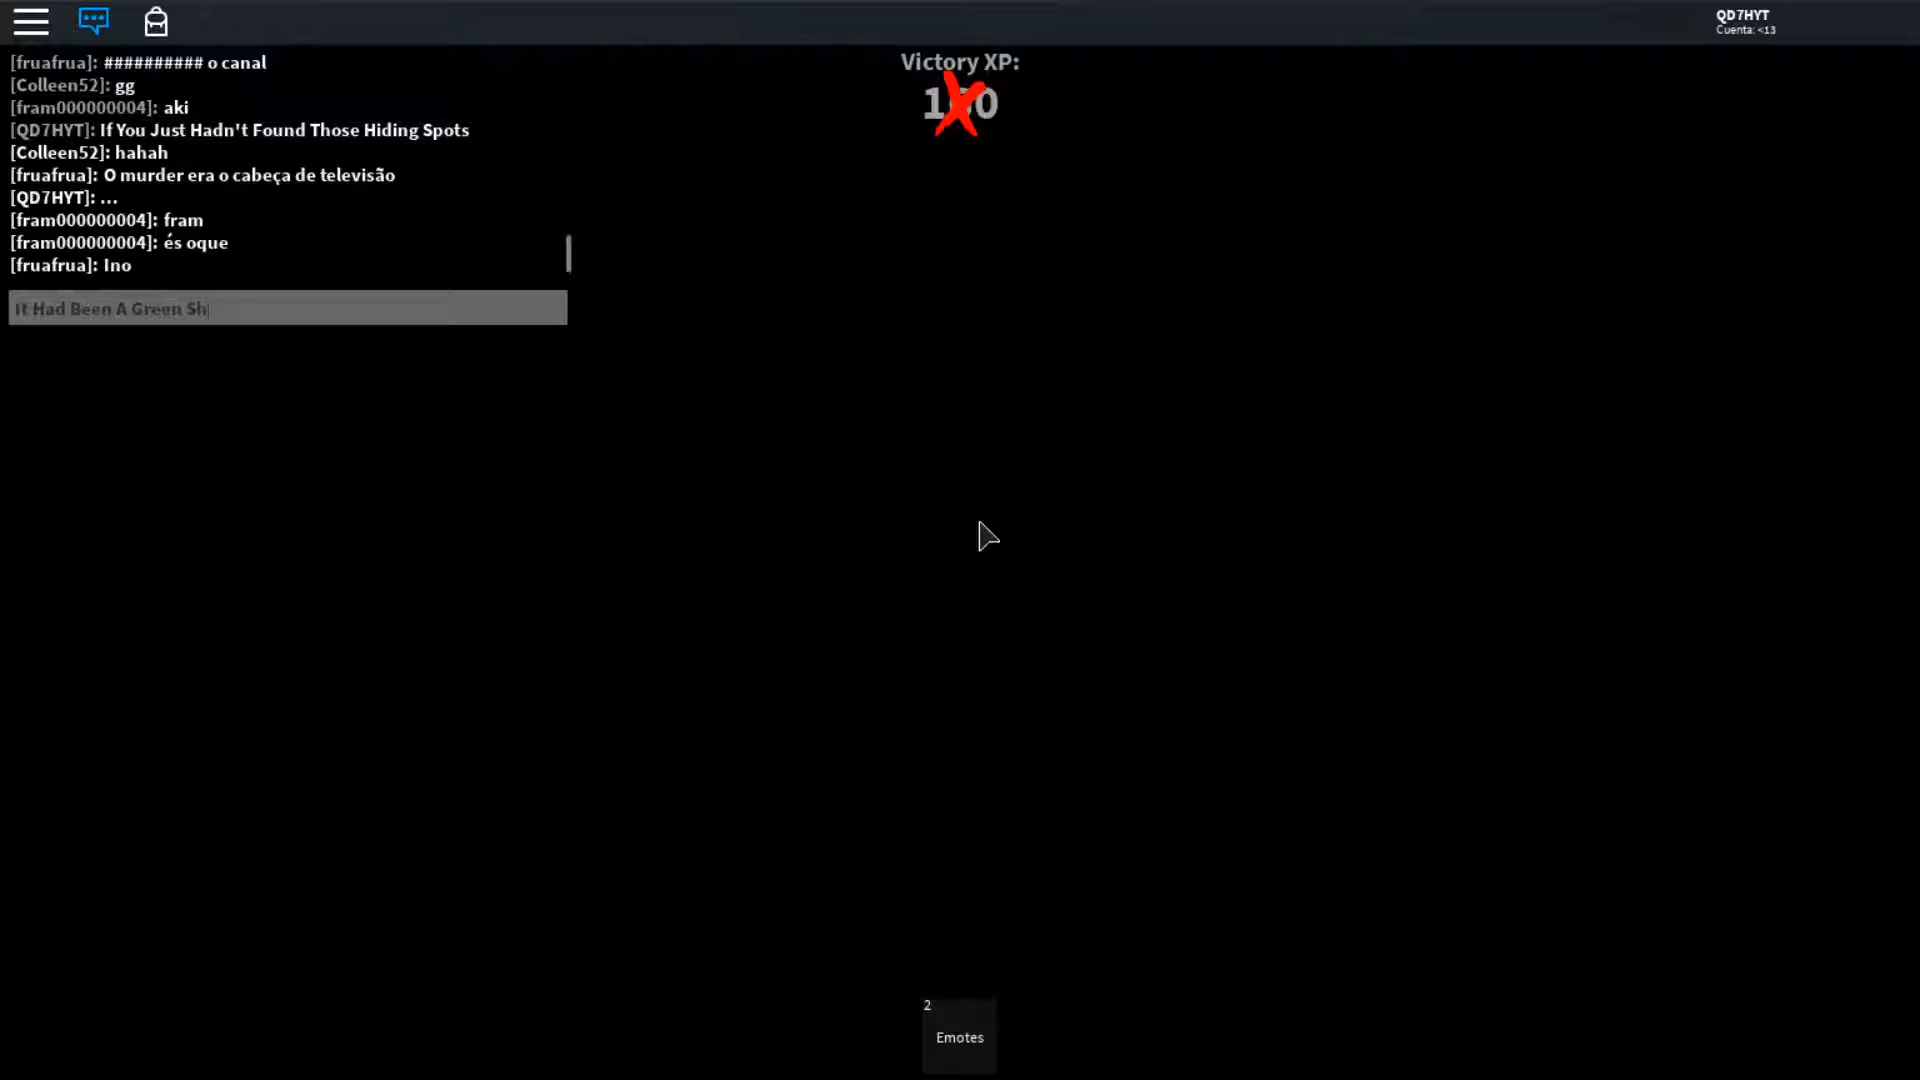 QD7HYT
Cuenta: <13
[fruafrua]: ########## o canal
[Colleen52]: gg
[fram000000004]: aki
[QD7HYT]: If You Just Hadn't Found Those Hiding Spots
[Colleen52]: hahah
[fruafrua]: O murder era o cabeça de televisão
[QD7HYT]: ...
[fram000000004]: fram
[fram000000004]: és oque
[fruafrua]: Ino
It Had Been A Green Sh
Victory XP:
2
Emotes